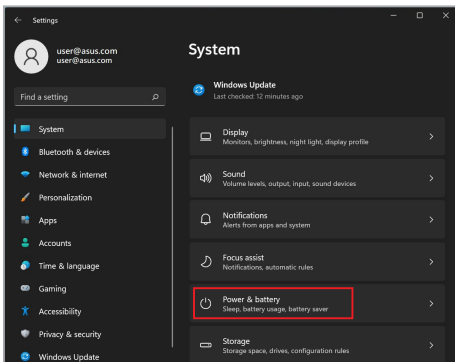 Settings
user@asus.com
user@asus.com
Find a setting
System
Bluetooth & devices
Network & internet
Personalization
Apps
Accounts
Time & language
Gaming
Accessibility
Privacy & security
Windows Update
System
Windows Update
Last checked: 12 minutes ago
Display
Monitors, brightness, night light, display profile
Sound
Volume levels, output, input, sound devices
Notifications
Alerts from apps and system
Focus assist
Notifications, automatic rules
Power & battery
Sleep, battery usage, battery saver
Storage
Storage space, drives, configuration rules